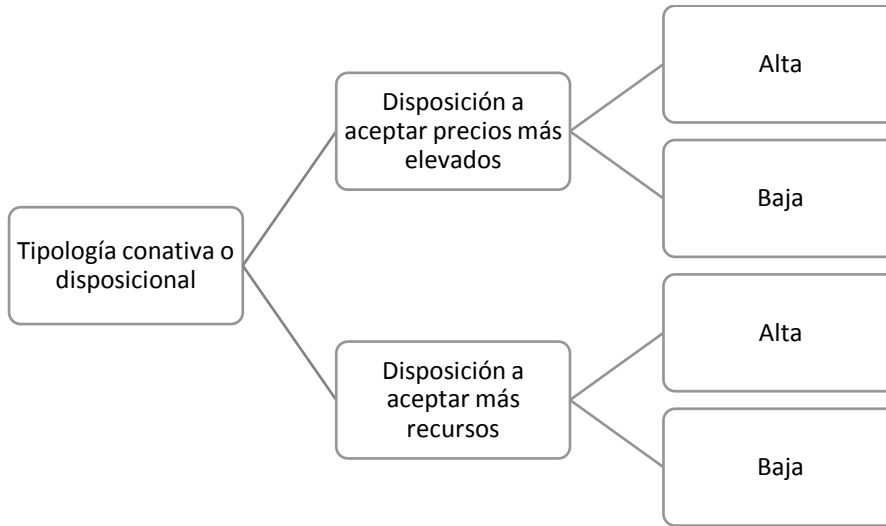 Tipología conativa o
disposicional
Disposición a
aceptar precios más
elevados
Alta
Baja
Disposición a
aceptar más
recursos
Alta
Baja